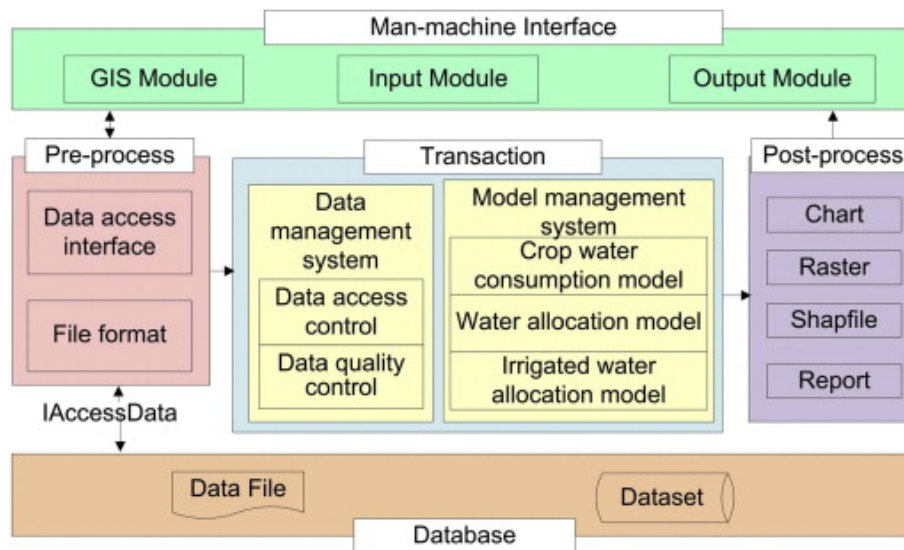 Man-machine Interface
GIS Module
Input Module
Output Module
Pre-process
Data access
interface
File format
IAccessData
Transaction
Data
management
system
Data access
control
Data quality
control
Model management
system
Crop water
consumption model
Water allocation model
Irrigated water
allocation model
Post-process
Chart
Raster
Shapfile
Report
Data File
Dataset
Database